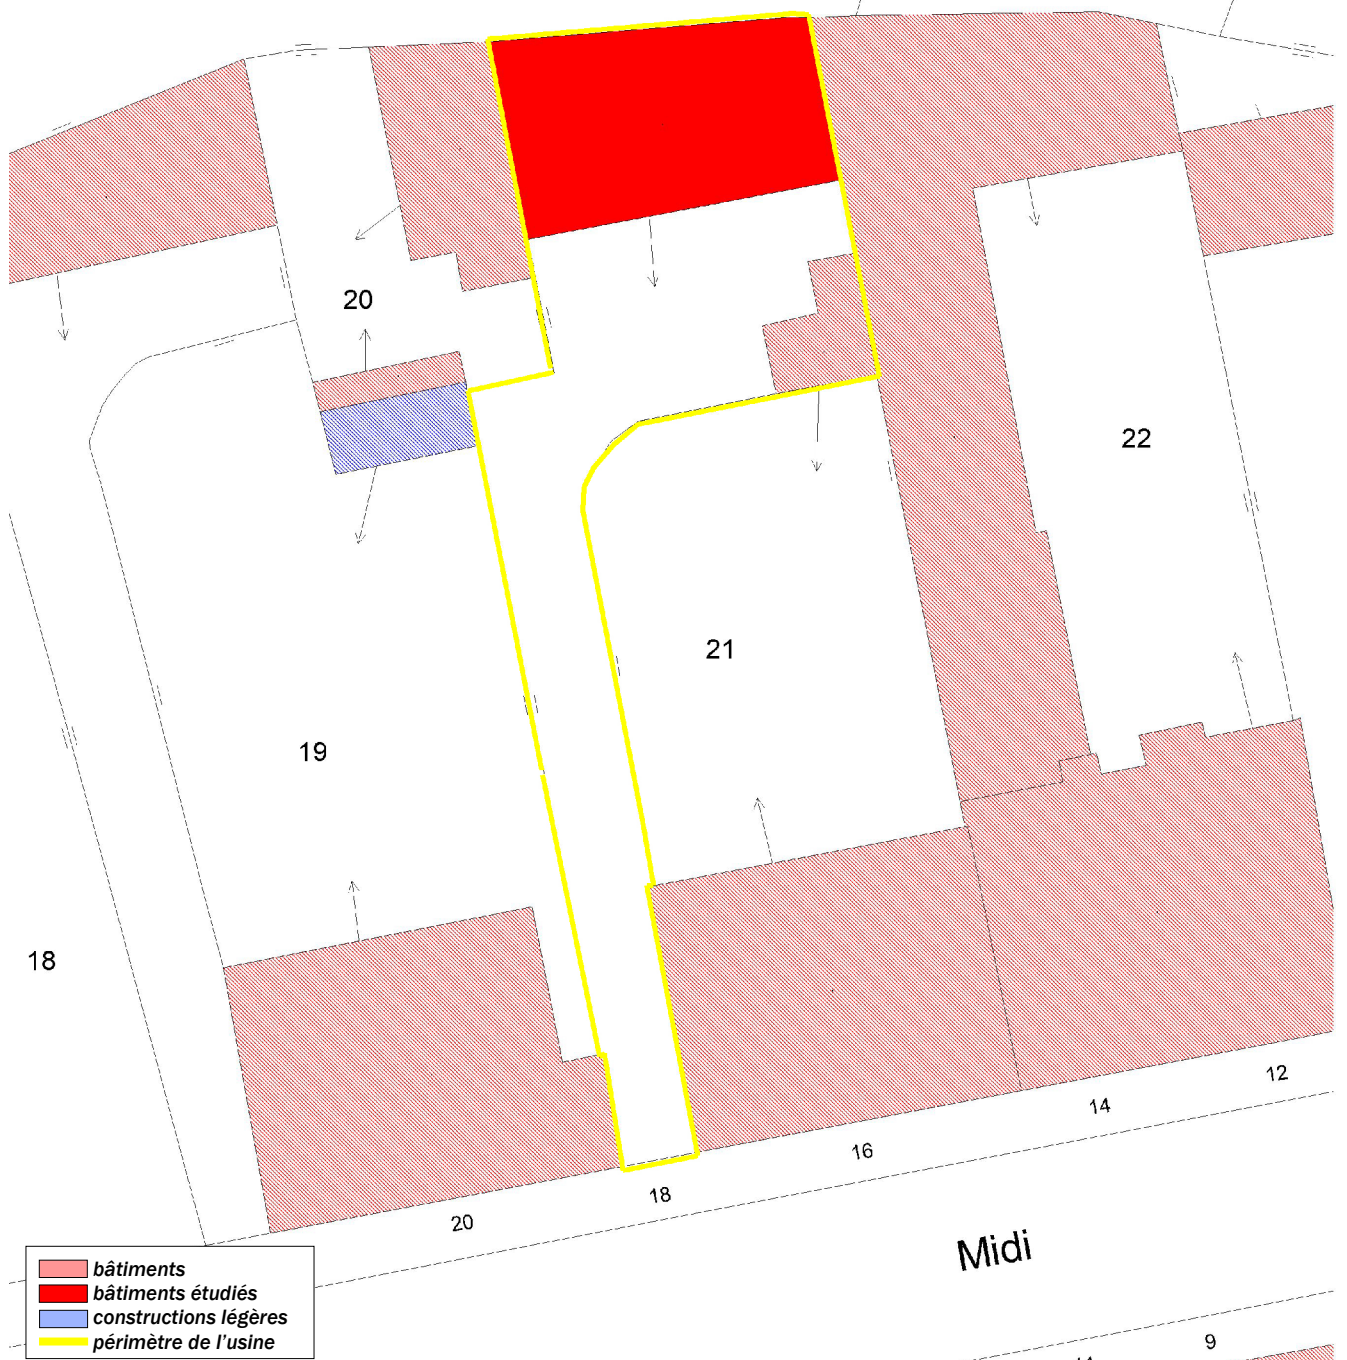 20
22
21
19
18
12
14
16
18
20
Midi
bâtiments
bâtiments étudiés
constructions légères
périmètre de l'usine
9